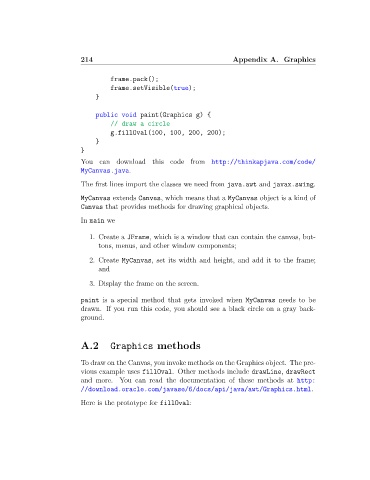 214 Appendix A. Graphics
frame.pack();
frame.setVisible(true);
}
public void paint(Graphics g) {
// draw a circle
g.fillOval(100, 100, 200, 200);
}
}
You can download this code from http://thinkapjava.com/code/
MyCanvas.java.
The first lines import the classes we need from java.awt and javax.swing.
MyCanvas extends Canvas, which means that a MyCanvas object is a kind of
Canvas that provides methods for drawing graphical objects.
In main we
1. Create a JFrame, which is a window that can contain the canvas, but-
tons, menus, and other window components;
2. Create MyCanvas, set its width and height, and add it to the frame;
and
3. Display the frame on the screen.
paint is a special method that gets invoked when MyCanvas needs to be
drawn. If you run this code, you should see a black circle on a gray back-
ground.
A.2 Graphics methods
To draw on the Canvas, you invoke methods on the Graphics object. The pre-
vious example uses fillOval. Other methods include drawLine, drawRect
and more. You can read the documentation of these methods at http:
//download.oracle.com/javase/6/docs/api/java/awt/Graphics.html.
Here is the prototype for fillOval: